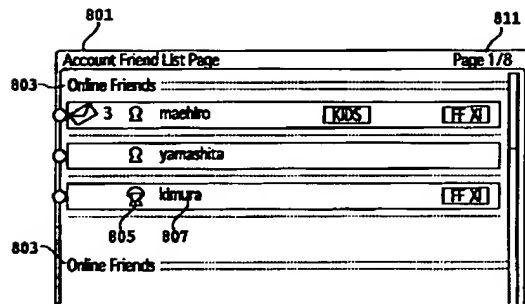 801
811
Account Friend List Page Page 1/8
803 Online Friends
3 Ω maehiro KIDS FF XI
Ω yamashita
kimura FF XI
805 807
803
Online Friends